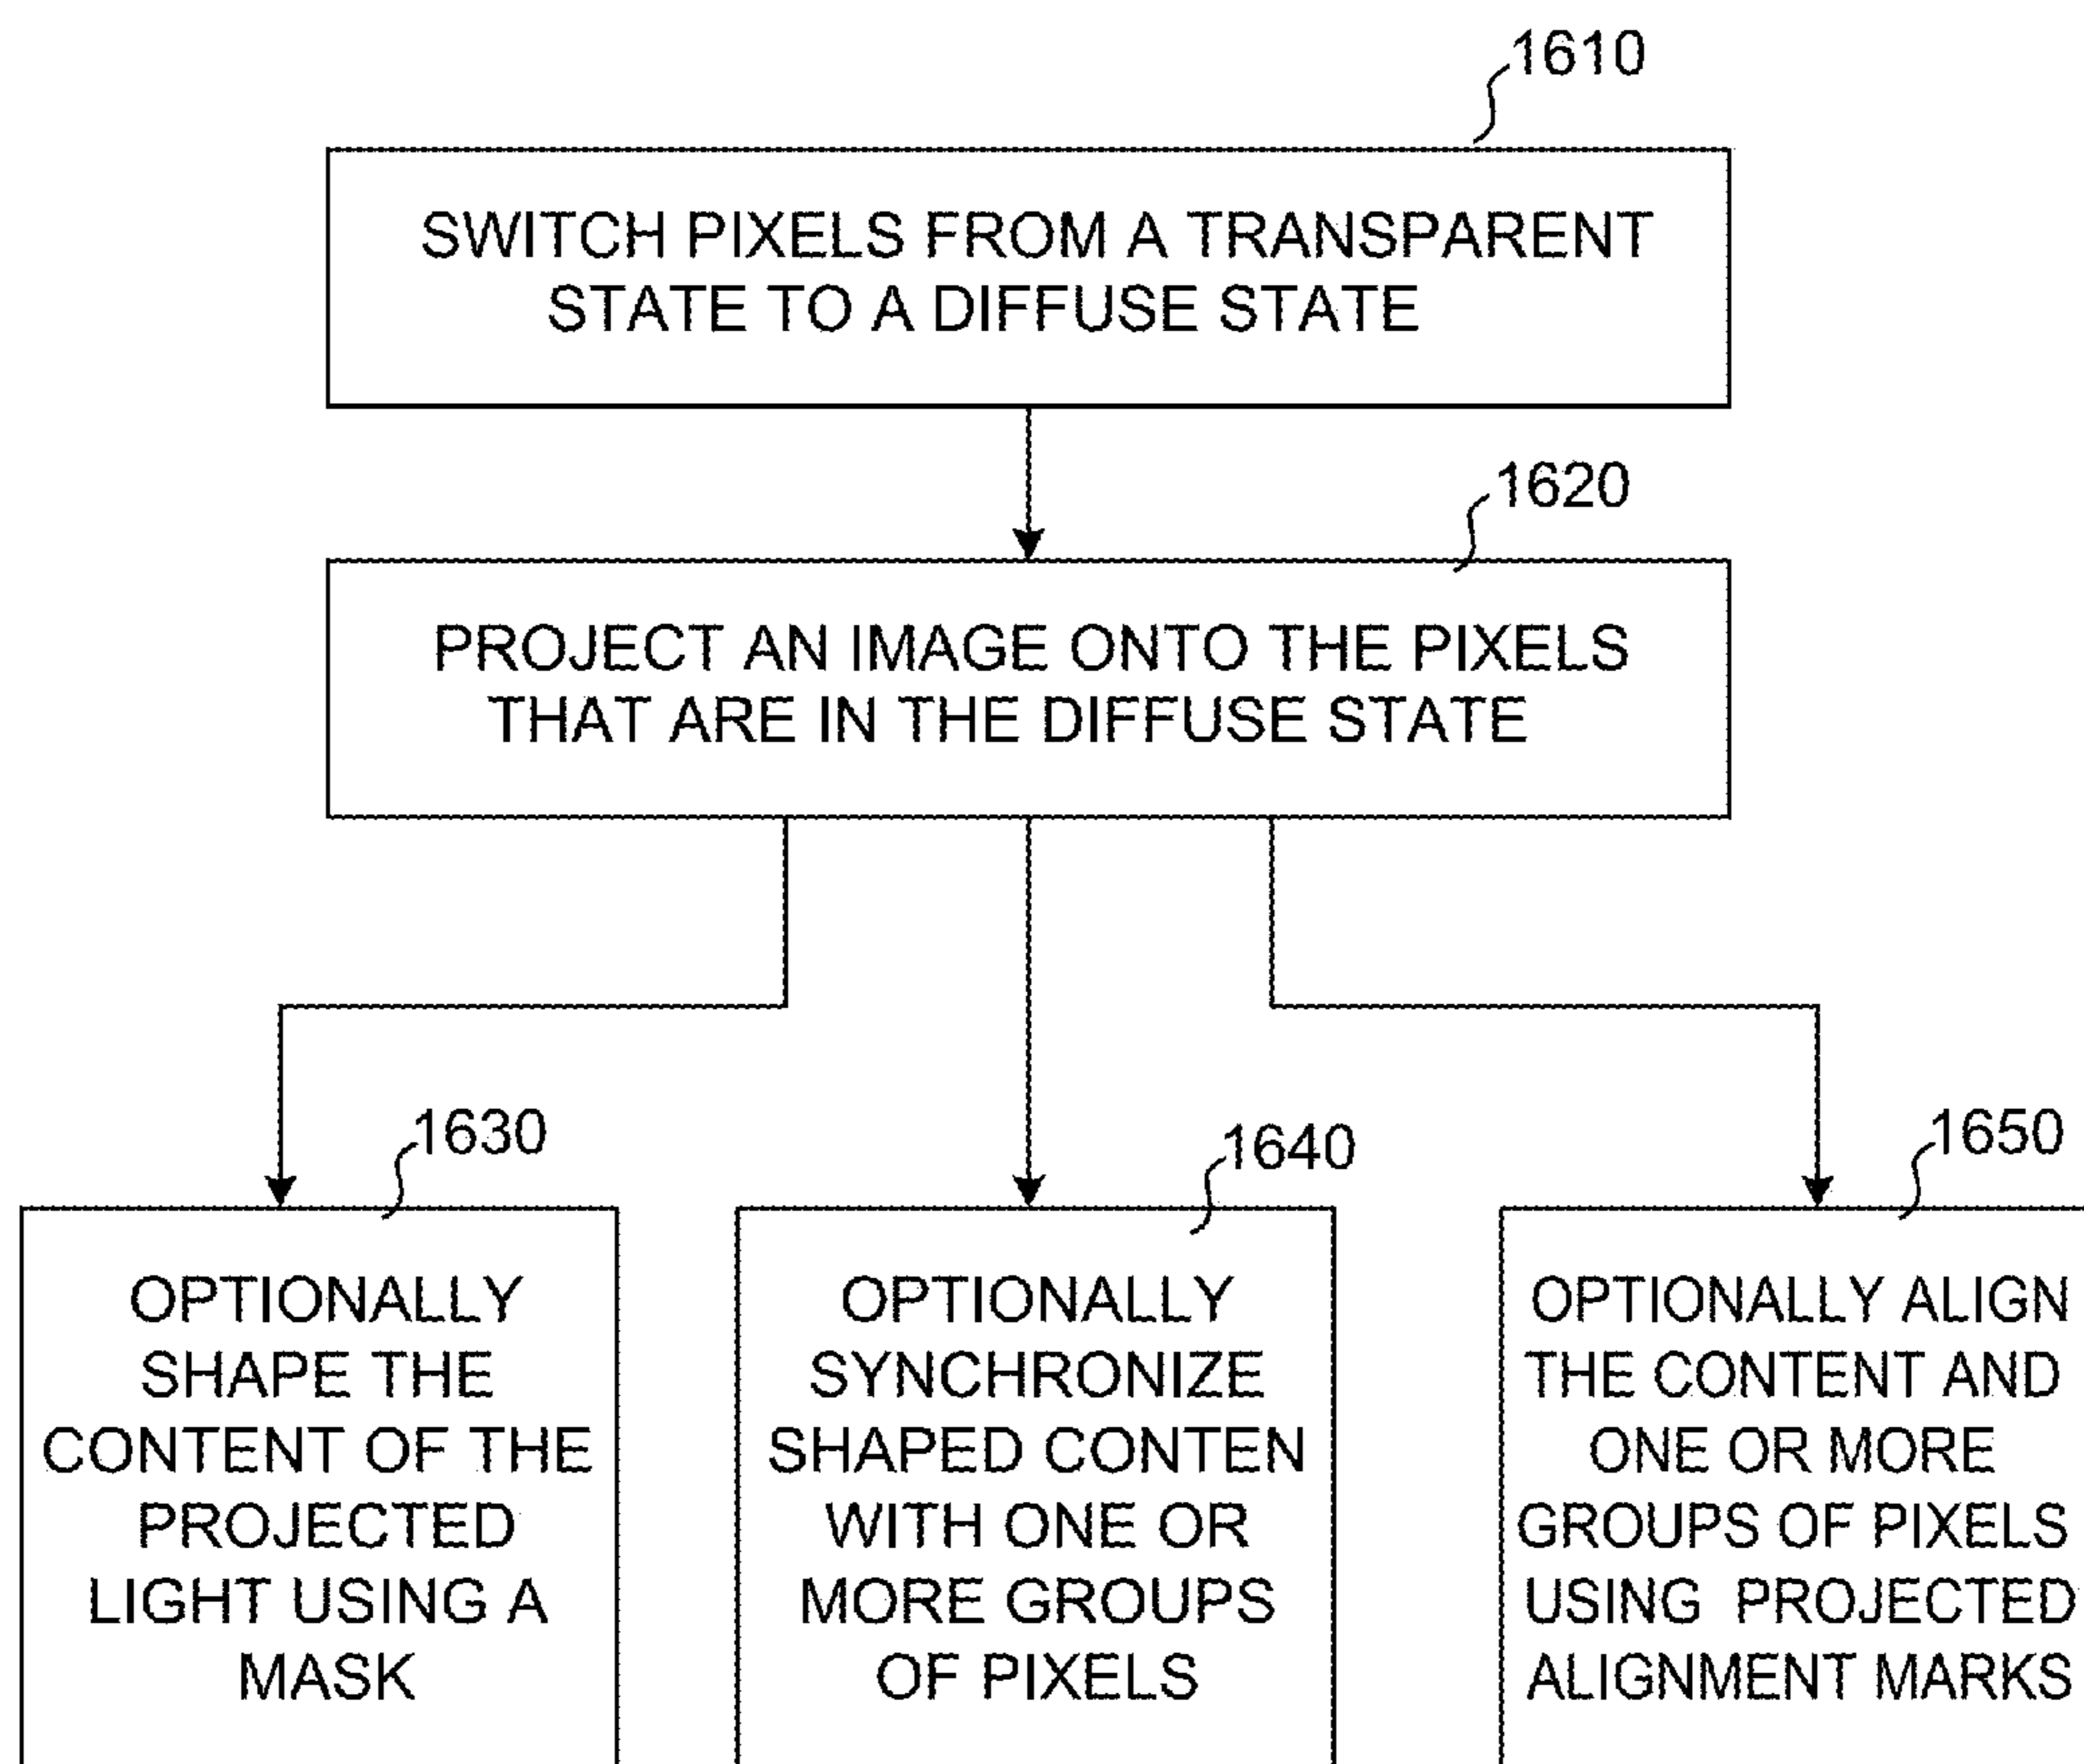 1610
SWITCH PIXELS FROM A TRANSPARENT
STATE TO A DIFFUSE STATE
1620
PROJECT AN IMAGE ONTO THE PIXELS
THAT ARE IN THE DIFFUSE STATE
1630
OPTIONALLY
SHAPE THE
CONTENT OF THE
PROJECTED
LIGHT USING A
MASK
1640
OPTIONALLY
SYNCHRONIZE
SHAPED CONTEN
WITH ONE OR
MORE GROUPS
OF PIXELS
1650
OPTIONALLY ALIGN
THE CONTENT AND
ONE OR MORE
GROUPS OF PIXELS
USING PROJECTED
ALIGNMENT MARKS